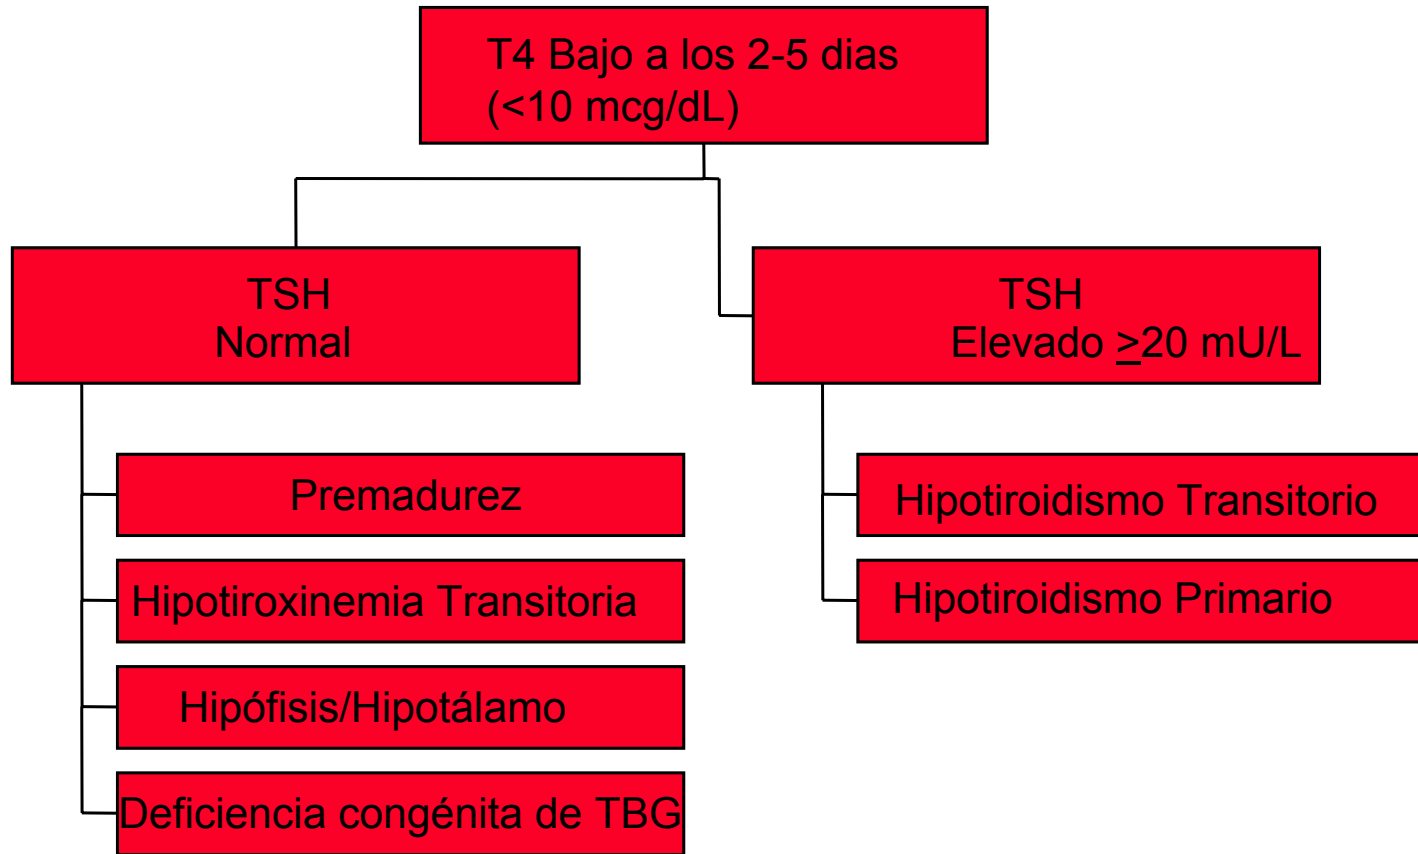 T4 Bajo a los 2-5 dias
(<10 mcg/dL)
TSH
Normal
TSH
Elevado ≥20 mU/L
Premadurez
Hipotiroxinemia Transitoria
Hipófisis/Hipotálamo
Deficiencia congénita de TBG
Hipotiroidismo Transitorio
Hipotiroidismo Primario